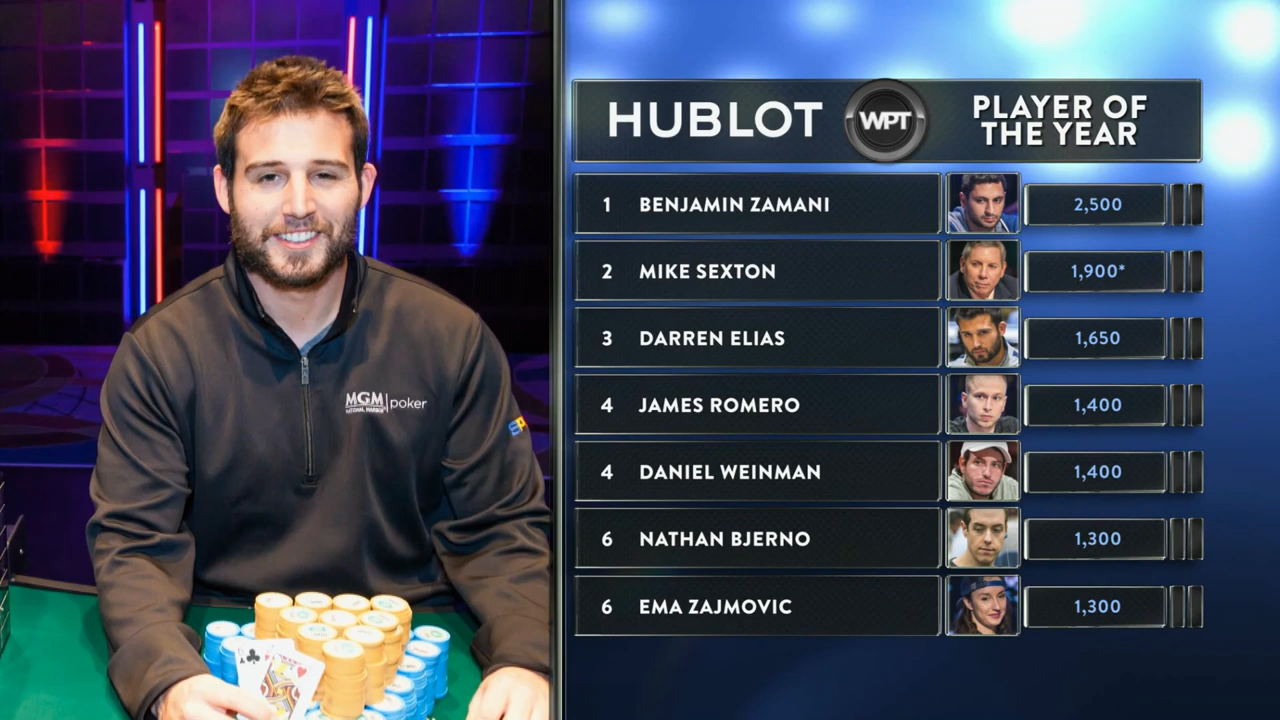 HUBLOT
WPT
PLAYER OF
THE YEAR
1 BENJAMIN ZAMANI 2,500
2 MIKE SEXTON 1,900*
3 DARREN ELIAS 1,650
4 JAMES ROMERO 1,400
4 DANIEL WEINMAN 1,400
6 NATHAN BJERNO 1,300
6 EMA ZAJMOVIC 1,300
MGM poker
NATIONAL HARBOR